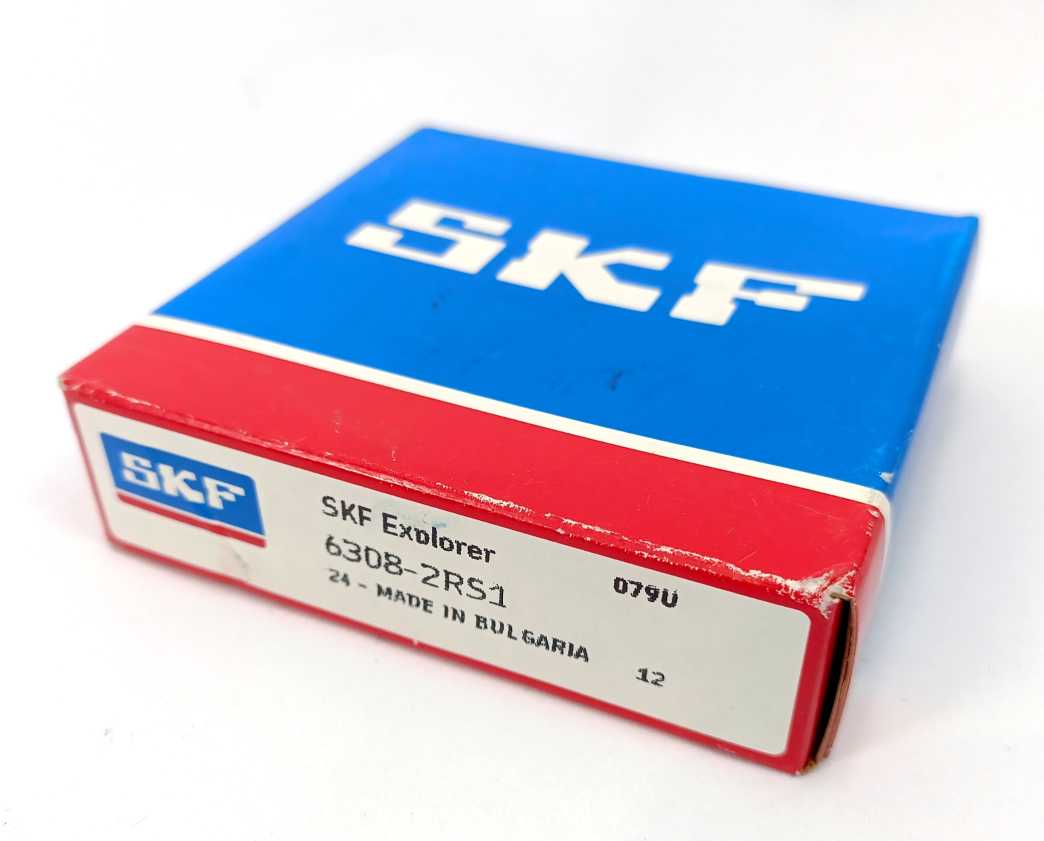 SKF
SKF
SKF Explorer
6308-2RS1
079U
24 - MADE IN BULGARIA
12